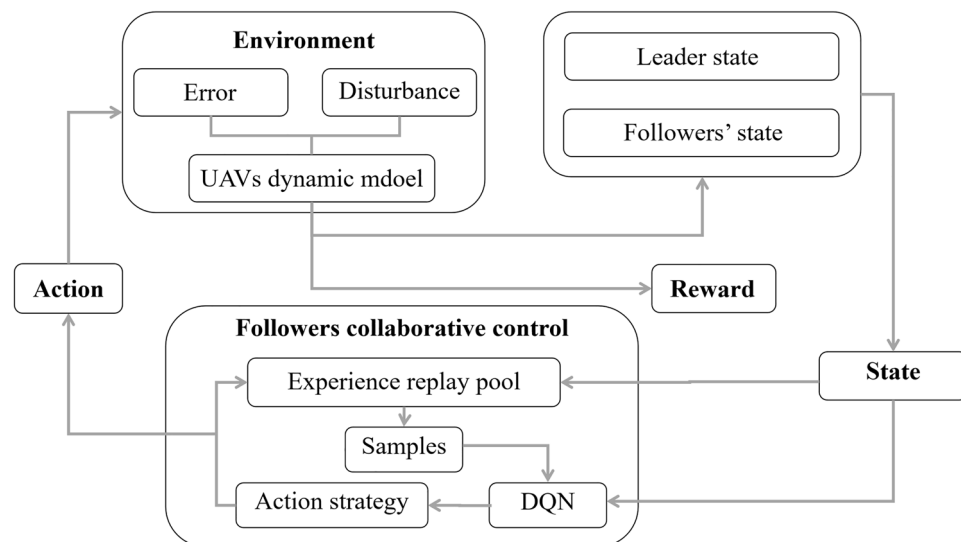 Environment
Error
Disturbance
UAVs dynamic mdoel
Leader state
Followers’ state
Action
Reward
Followers collaborative control
Experience replay pool
State
Samples
Action strategy
DQN